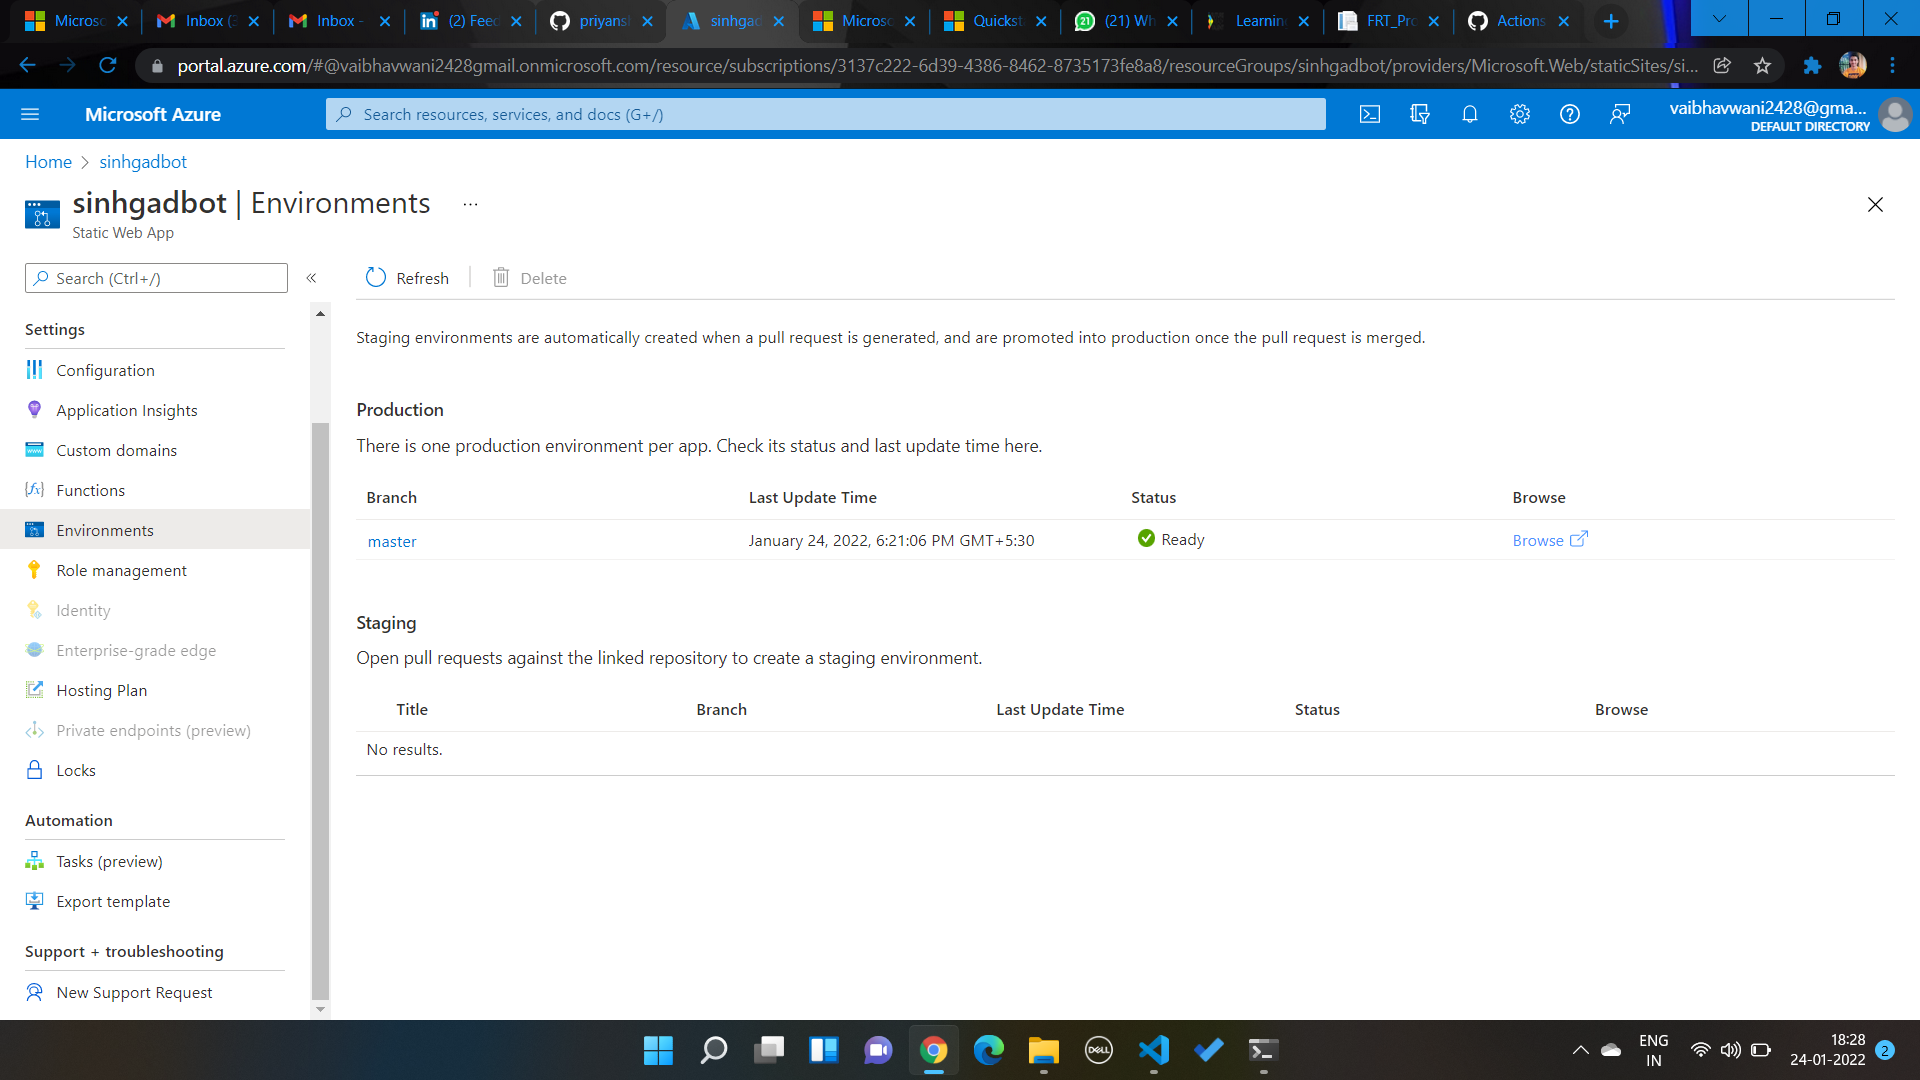 Microso
Inbox (3
Inbox -
(2) Feed
priyansl
sinhgad
Microso
Quicksta
(21) Wh
Learnin
FRT_Pro
Actions
portal.azure.com/#@vaibhavwani2428gmail.onmicrosoft.com/resource/subscriptions/3137c222-6d39-4386-8462-8735173fe8a8/resourceGroups/sinhgadbot/providers/Microsoft.Web/staticSites/si...
Microsoft Azure
Search resources, services, and docs (G+/)
vaibhavwani2428@gma...
DEFAULT DIRECTORY
Home > sinhgadbot
sinhgadbot | Environments ...
Static Web App
Search (Ctrl+/)
«
Refresh
Delete
Settings
Configuration
Application Insights
Custom domains
Functions
Environments
Role management
Identity
Enterprise-grade edge
Hosting Plan
Private endpoints (preview)
Locks
Automation
Tasks (preview)
Export template
Support + troubleshooting
New Support Request
Staging environments are automatically created when a pull request is generated, and are promoted into production once the pull request is merged.
Production
There is one production environment per app. Check its status and last update time here.
Branch Last Update Time Status Browse
master January 24, 2022, 6:21:06 PM GMT+5:30 Ready Browse
Staging
Open pull requests against the linked repository to create a staging environment.
Title Branch Last Update Time Status Browse
No results.
DELL
ENG
IN
18:28
24-01-2022
2